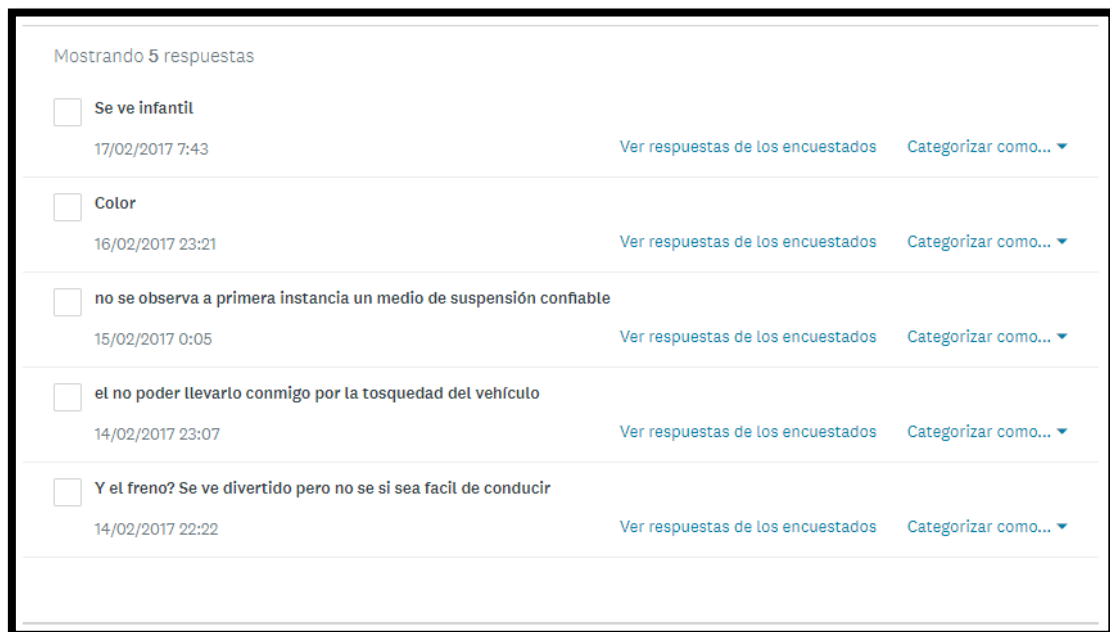 Mostrando 5 respuestas
Se ve infantil
17/02/2017 7:43 Ver respuestas de los encuestados Categorizar como...
Color
16/02/2017 23:21 Ver respuestas de los encuestados Categorizar como...
no se observa a primera instancia un medio de suspensión confiable
15/02/2017 0:05 Ver respuestas de los encuestados Categorizar como...
el no poder llevarlo conmigo por la tosquedad del vehículo
14/02/2017 23:07 Ver respuestas de los encuestados Categorizar como...
Y el freno? Se ve divertido pero no se si sea facil de conducir
14/02/2017 22:22 Ver respuestas de los encuestados Categorizar como...